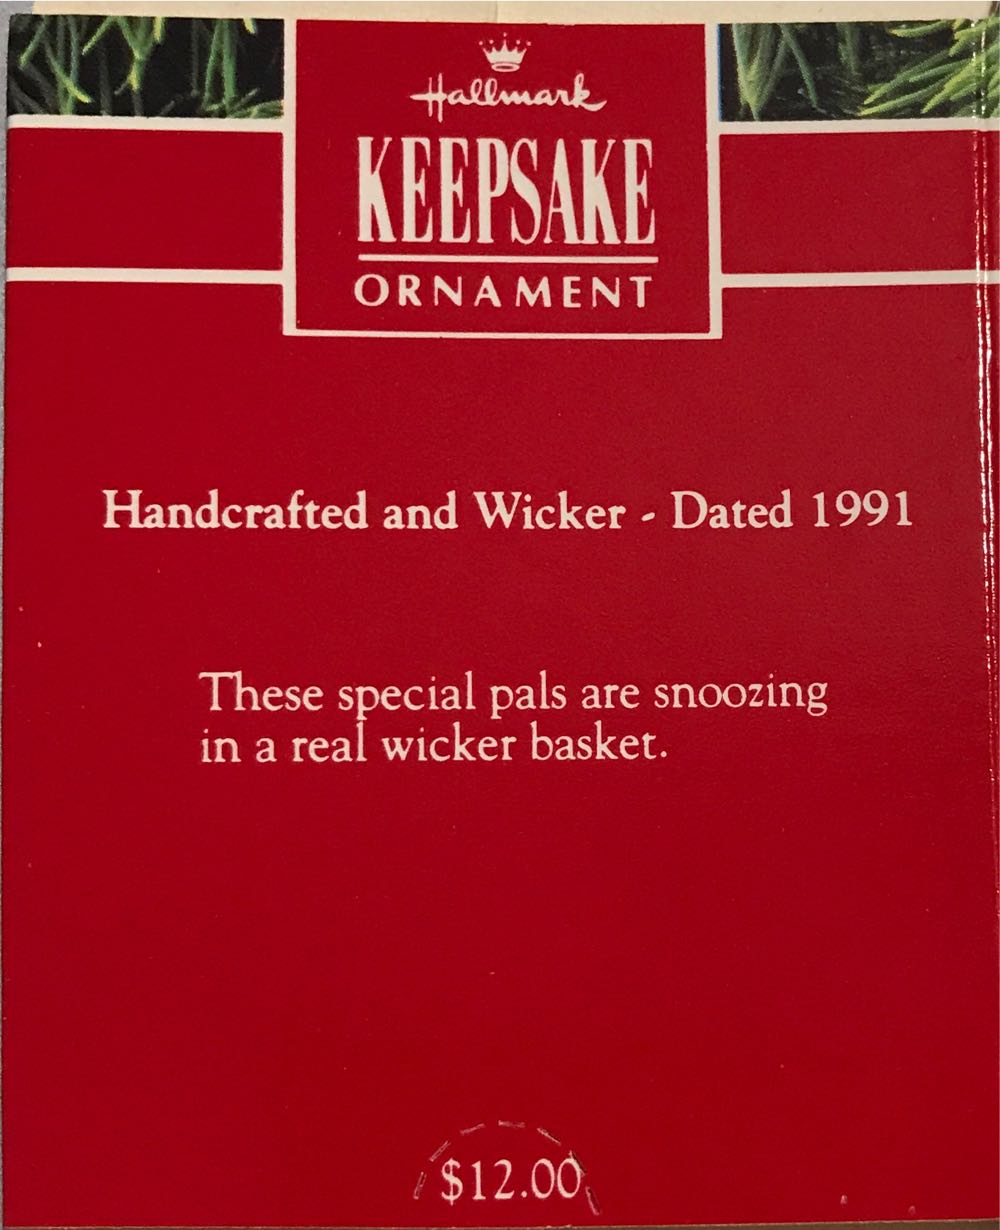 Hallmark
KEEPSAKE
ORNAMENT
Handcrafted and Wicker - Dated 1991
These special pals are snoozing
in a real wicker basket.
$12.00